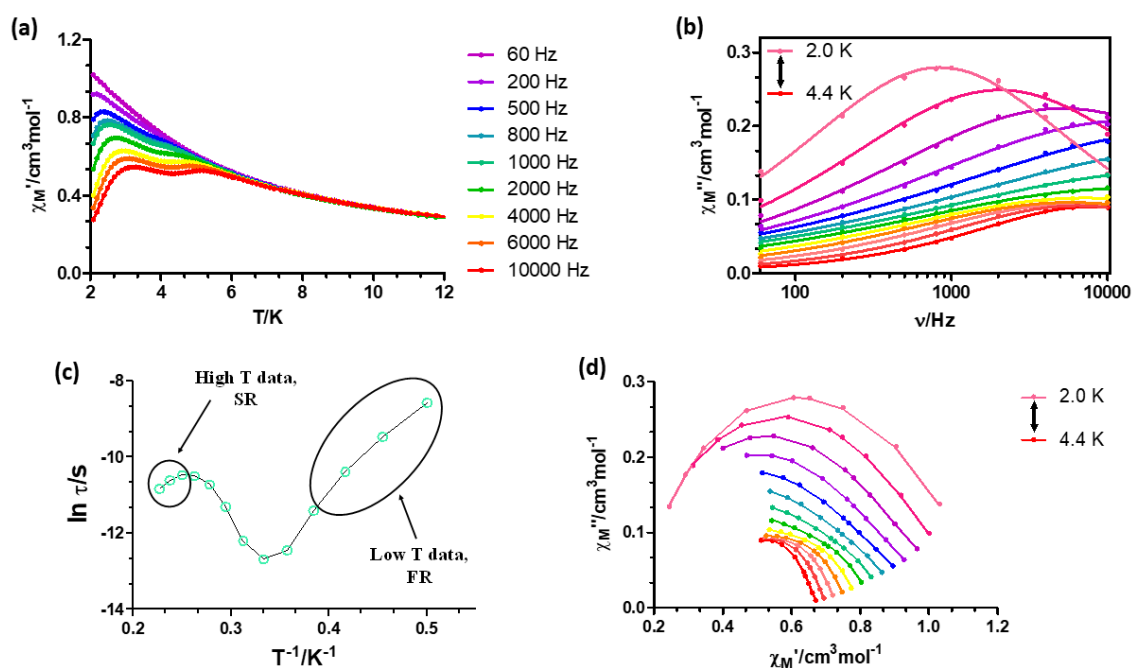 (a)
χM'/cm³mol⁻¹
1.2
0.8
0.4
0.0
2 4 6 8 10 12
T/K
60 Hz
200 Hz
500 Hz
800 Hz
1000 Hz
2000 Hz
4000 Hz
6000 Hz
10000 Hz
(b)
χM''/cm³mol⁻¹
0.3
0.2
0.1
0.0
100 1000 10000
ν/Hz
2.0 K
4.4 K
(c)
ln τ/s
-8
-10
-12
-14
0.2 0.3 0.4 0.5
T⁻¹/K⁻¹
High T data,
SR
Low T data,
FR
(d)
χM''/cm³mol⁻¹
0.3
0.2
0.1
0.0
0.2 0.4 0.6 0.8 1.0 1.2
χM'/cm³mol⁻¹
2.0 K
4.4 K